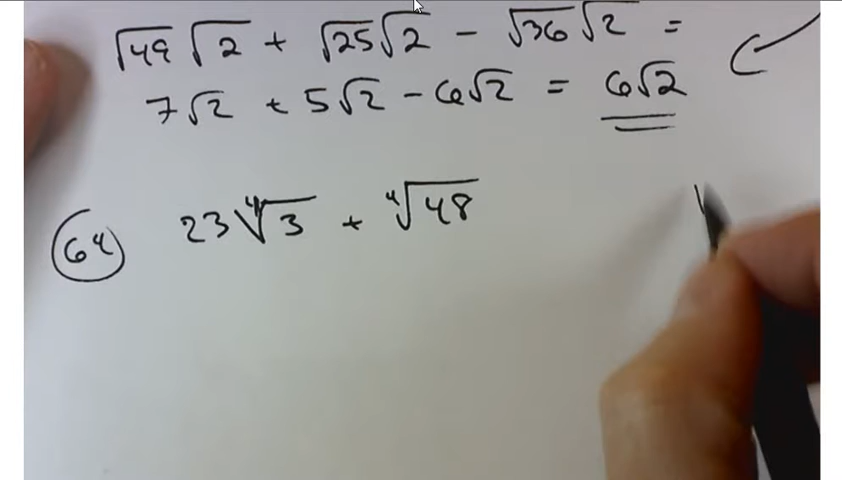 √49 √2 + √25 √2 - √36 √2 =
7√2 + 5√2 - 6√2 = 6√2
64 23 ∜3 + ∜48